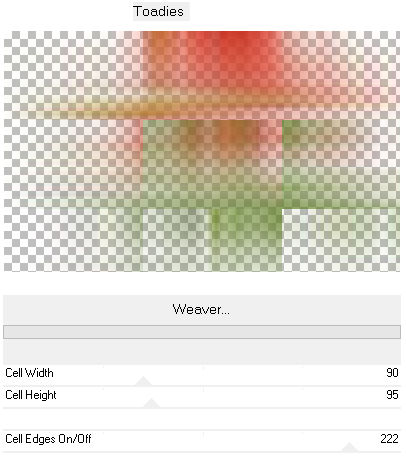 Toadies
Weaver...
Cell Width 90
Cell Height 95
Cell Edges On/Off 222